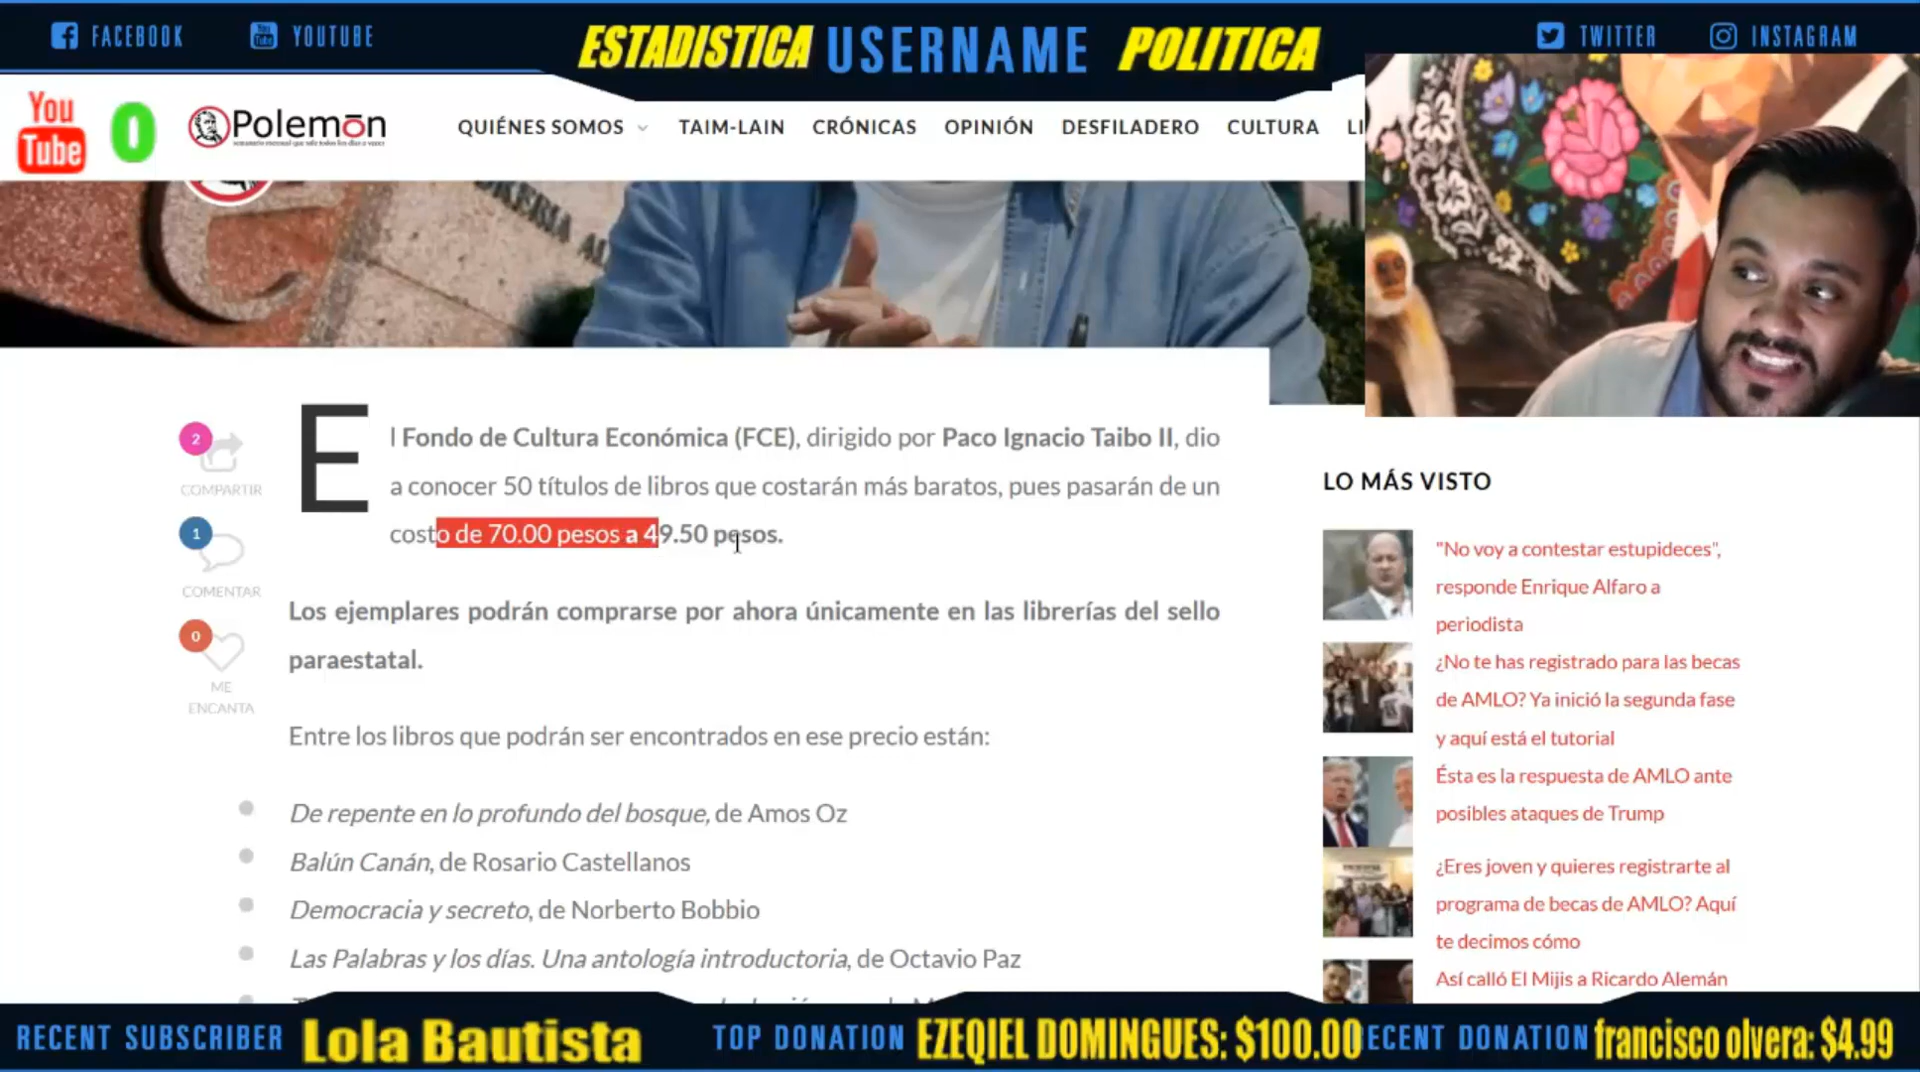 FACEBOOK
YOUTUBE
ESTADISTICA USERNAME POLITICA
TWITTER
INSTAGRAM
You
Tube
0
Polemōn
QUIÉNES SOMOS
TAIM-LAIN
CRÓNICAS
OPINIÓN
DESFILADERO
CULTURA
LI
2
COMPARTIR
1
COMENTAR
0
ME
ENCANTA
El Fondo de Cultura Económica (FCE), dirigido por Paco Ignacio Taibo II, dio
a conocer 50 títulos de libros que costarán más baratos, pues pasarán de un
costo de 70.00 pesos a 49.50 pesos.
Los ejemplares podrán comprarse por ahora únicamente en las librerías del sello
paraestatal.
Entre los libros que podrán ser encontrados en ese precio están:
De repente en lo profundo del bosque, de Amos Oz
Balún Canán, de Rosario Castellanos
Democracia y secreto, de Norberto Bobbio
Las Palabras y los días. Una antología introductoria, de Octavio Paz
LO MÁS VISTO
"No voy a contestar estupideces",
responde Enrique Alfaro a
periodista
¿No te has registrado para las becas
de AMLO? Ya inició la segunda fase
y aquí está el tutorial
Ésta es la respuesta de AMLO ante
posibles ataques de Trump
¿Eres joven y quieres registrarte al
programa de becas de AMLO? Aquí
te decimos cómo
Así calló El Mijis a Ricardo Alemán
RECENT SUBSCRIBER Lola Bautista
TOP DONATION EZEQIEL DOMINGUES: $100.00
ECENT DONATION francisco olvera: $4.99